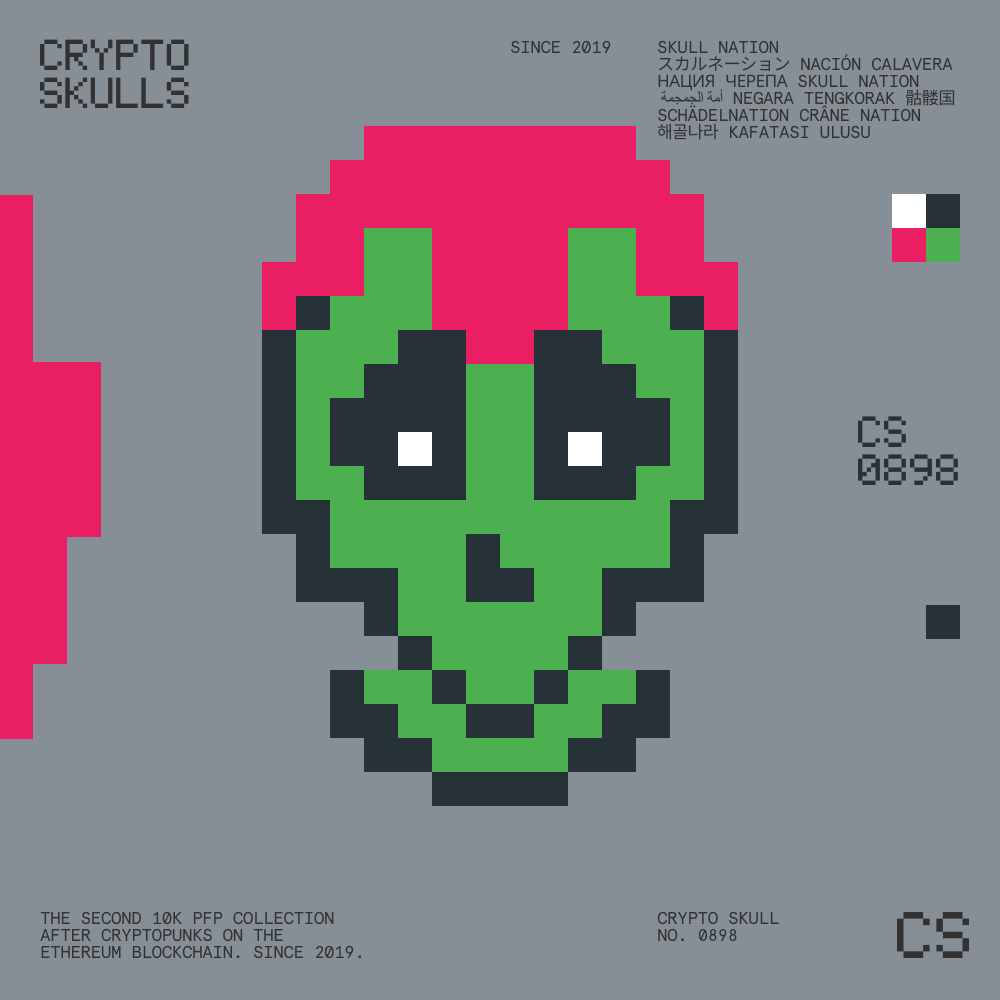 CRYPTO
SKULLS
SINCE 2019
SKULL NATION
スカルネーション NACIÓN CALAVERA
НАЦИЯ ЧЕРЕПА SKULL NATION
أمة الجمجمة NEGARA TENGKORAK 骷髅国
SCHÄDELNATION CRÂNE NATION
해골나라 KAFATASI ULUSU
CS
0898
THE SECOND 10K PFP COLLECTION
AFTER CRYPTOPUNKS ON THE
ETHEREUM BLOCKCHAIN. SINCE 2019.
CRYPTO SKULL
NO. 0898
CS